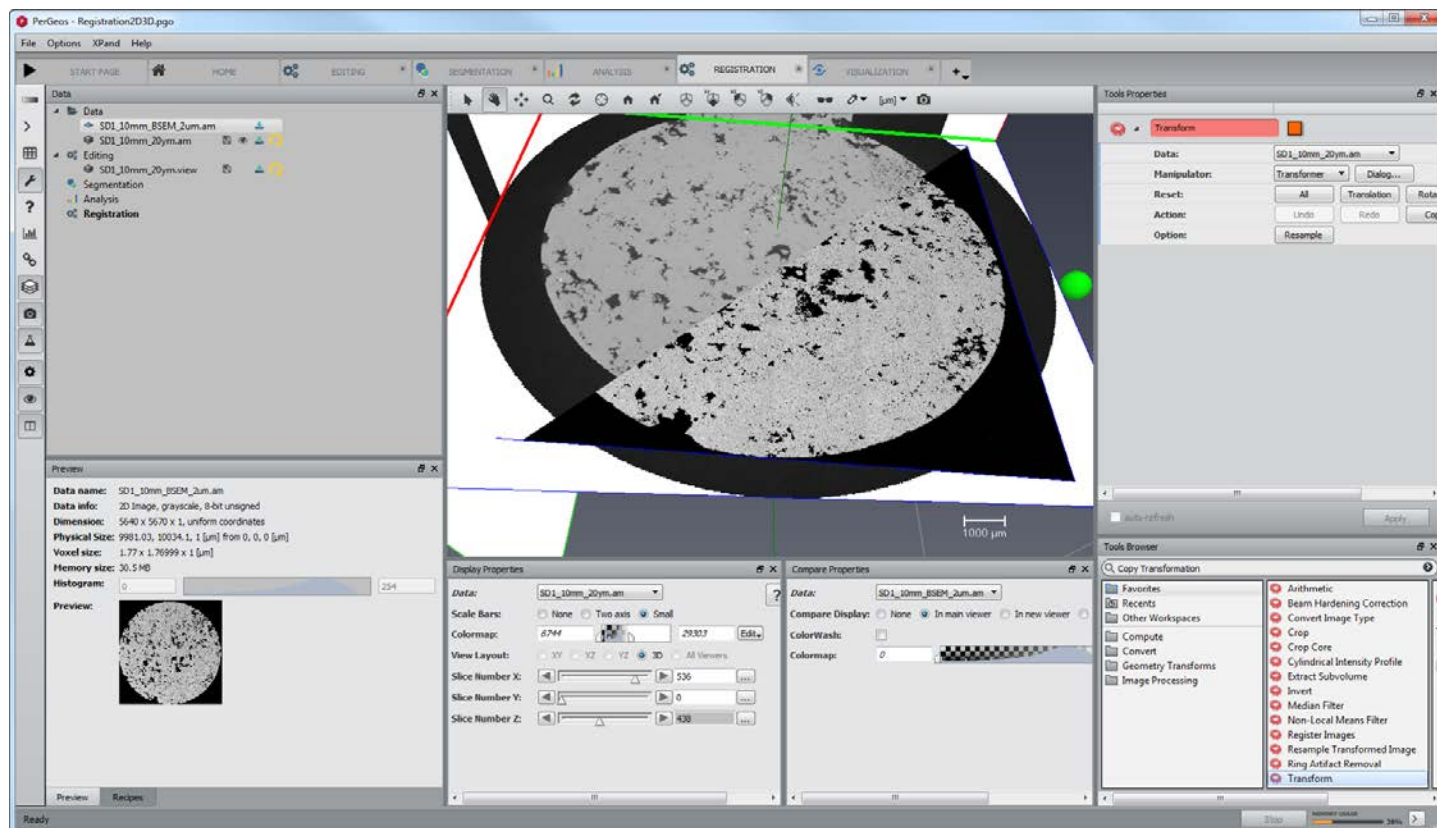 PerGeos - Registration2D3D.pgo
File Options XPand Help
START PAGE HOME EDITING SEGMENTATION ANALYSIS REGISTRATION VISUALIZATION
Data
Data
SD1_10mm_BSEM_2um.am
SD1_10mm_20ym.am
Editing
SD1_10mm_20ym.view
Segmentation
Analysis
Registration
Preview
Data name: SD1_10mm_BSEM_2um.am
Data info: 2D Image, grayscale, 8-bit unsigned
Dimension: 5640 x 5670 x 1, uniform coordinates
Physical Size: 9981.03, 10034.1, 1 [µm] from 0, 0, 0 [µm]
Voxel size: 1.77 x 1.76999 x 1 [µm]
Memory size: 30.5 MB
Histogram: 0 254
Preview:
Preview Recipes
[µm]
1000 µm
Display Properties
Data: SD1_10mm_20ym.am ?
Scale Bars: None Two axis Small
Colormap: 6744 29303 Edit
View Layout: XY XZ YZ 3D All Viewers
Slice Number X: 536 ...
Slice Number Y: 0 ...
Slice Number Z: 438 ...
Compare Properties
Data: SD1_10mm_BSEM_2um.am
Compare Display: None In main viewer In new viewer
ColorWash:
Colormap: 0
Tools Properties
Transform
Data: SD1_10mm_20ym.am
Manipulator: Transformer Dialog...
Reset: All Translation Rota
Action: Undo Redo Cop
Option: Resample
auto-refresh Apply
Tools Browser
Copy Transformation
Favorites
Recents
Other Workspaces
Compute
Convert
Geometry Transforms
Image Processing
Arithmetic
Beam Hardening Correction
Convert Image Type
Crop
Crop Core
Cylindrical Intensity Profile
Extract Subvolume
Invert
Median Filter
Non-Local Means Filter
Register Images
Resample Transformed Image
Ring Artifact Removal
Transform
Ready
Stop
38%